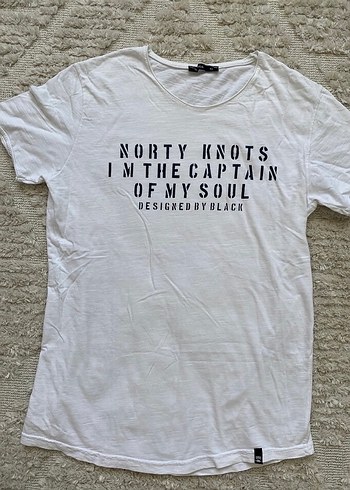 NORTY KNOTS
I M THE CAPTAIN
OF MY SOUL
DESIGNED BY BLACK